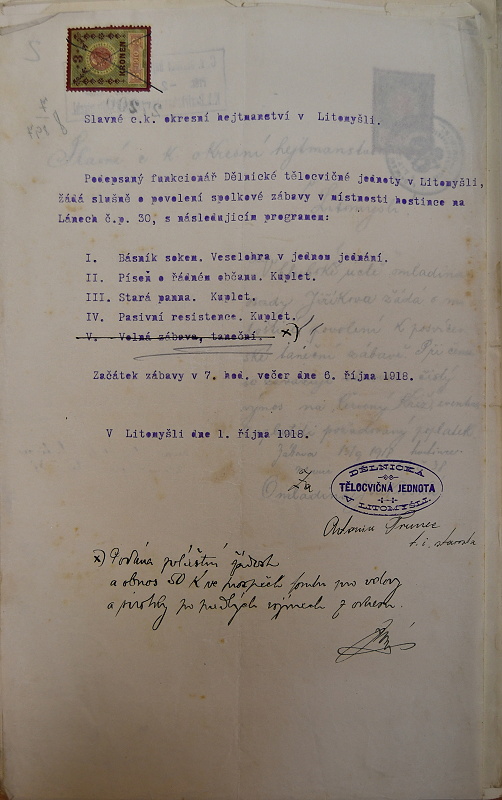 3
KRONEN
Slavné c.k. okresní hejtmanství v Litomyšli.
Podepsaný funkcionář Dělnické tělocvičné jednoty v Litomyšli,
žádá slušně o povolení spolkové zábavy v místnosti hostince na
Lánech č.p. 30, s následujícím programem:
I. Básník sokem. Veselohra v jednom jednání.
II. Píseň o řádném občanu. Kuplet.
III. Stará panna. Kuplet.
IV. Pasivní resistence. Kuplet.
V. Volná zábava, taneční. x)
Začátek zábavy v 7. hod. večer dne 6. října 1918.
V Litomyšli dne 1. října 1918.
Za
DĚLNICKÁ
TĚLOCVIČNÁ JEDNOTA
V LITOMYŠLI.
t. č. starosta
x) Podána zvláštní žádost
a obnos 50 K ve prospěch fondu pro vdovy
a sirotky po padlých vojínech z okresu.